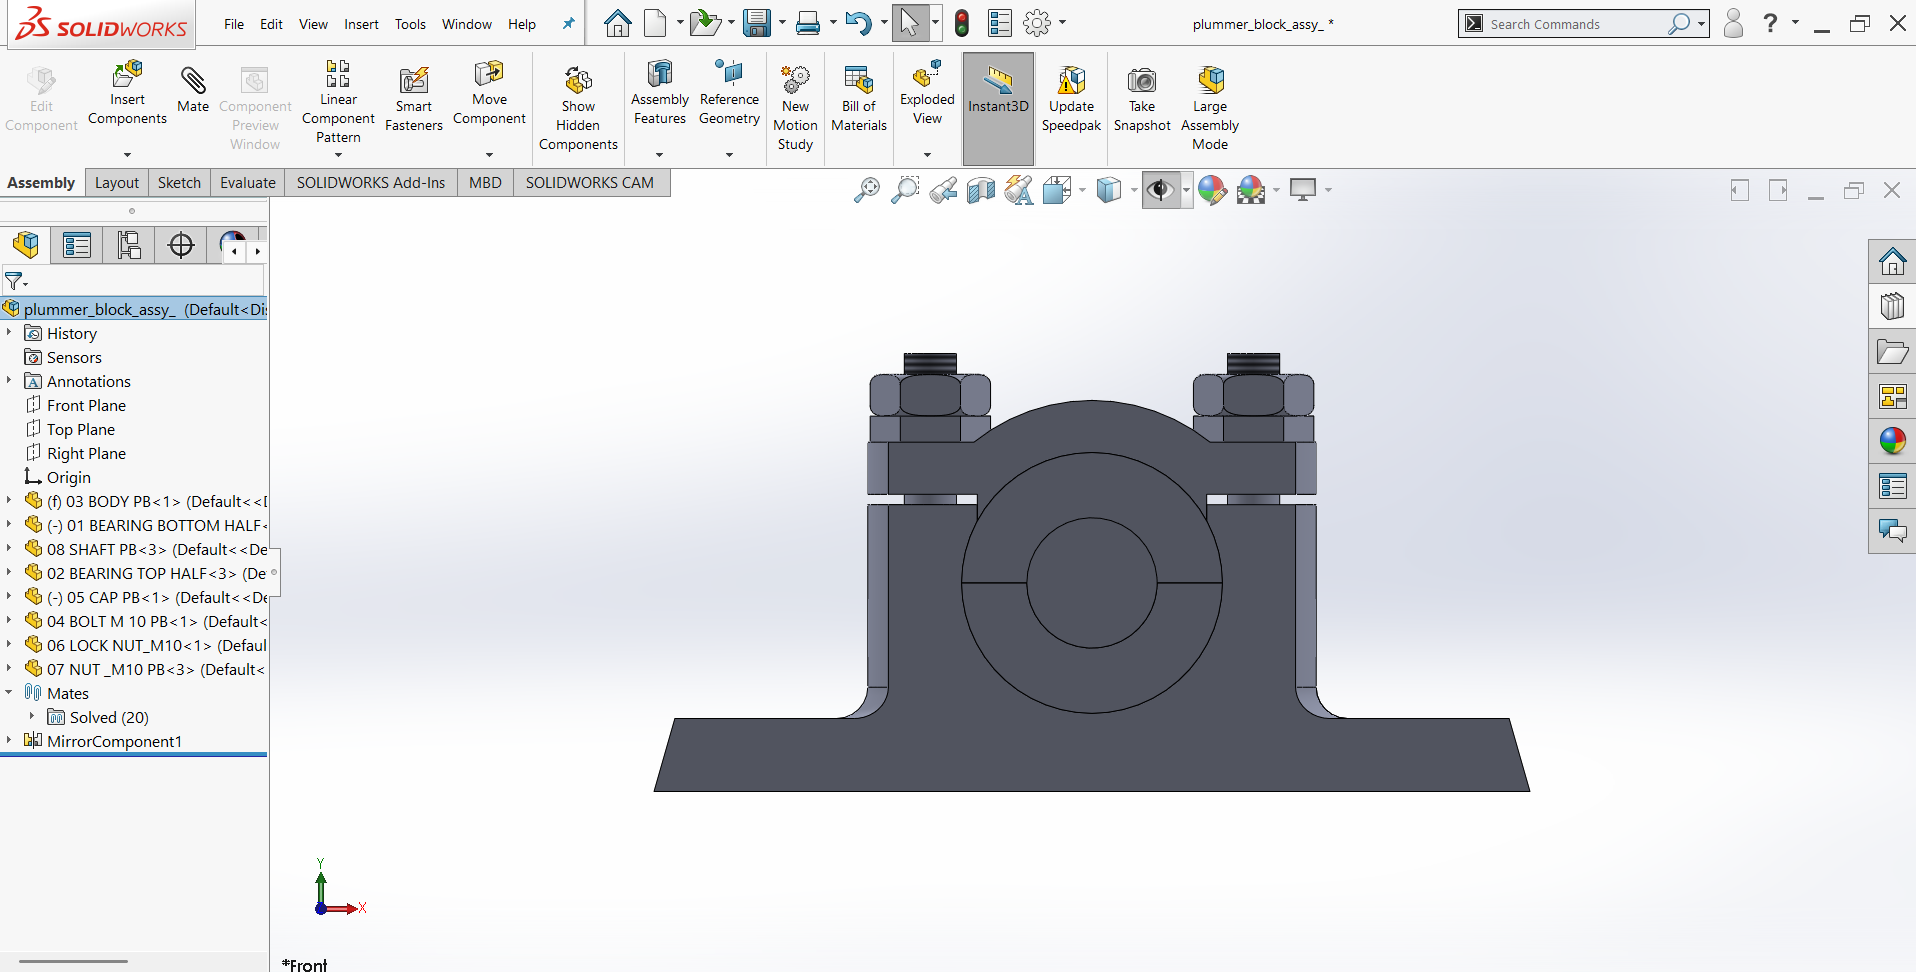 SOLIDWORKS File Edit View Insert Tools Window Help plummer_block_assy_ * Search Commands ?
Edit Component
Insert Components
Mate
Component Preview Window
Linear Component Pattern
Smart Fasteners
Move Component
Show Hidden Components
Assembly Features
Reference Geometry
New Motion Study
Bill of Materials
Exploded View
Instant3D
Update Speedpak
Take Snapshot
Large Assembly Mode
Assembly Layout Sketch Evaluate SOLIDWORKS Add-Ins MBD SOLIDWORKS CAM
plummer_block_assy_ (Default<Di
History
Sensors
Annotations
Front Plane
Top Plane
Right Plane
Origin
(f) 03 BODY PB<1> (Default<<D
(-) 01 BEARING BOTTOM HALF<
08 SHAFT PB<3> (Default<<De
02 BEARING TOP HALF<3> (De
(-) 05 CAP PB<1> (Default<<De
04 BOLT M 10 PB<1> (Default<
06 LOCK NUT_M10<1> (Defaul
07 NUT _M10 PB<3> (Default<
Mates
Solved (20)
MirrorComponent1
Y
X
*Front